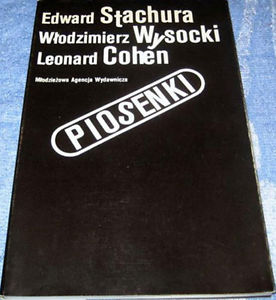 Edward Stachura
Włodzimierz Wysocki
Leonard Cohen
Młodzieżowa Agencja Wydawnicza
PIOSENKI